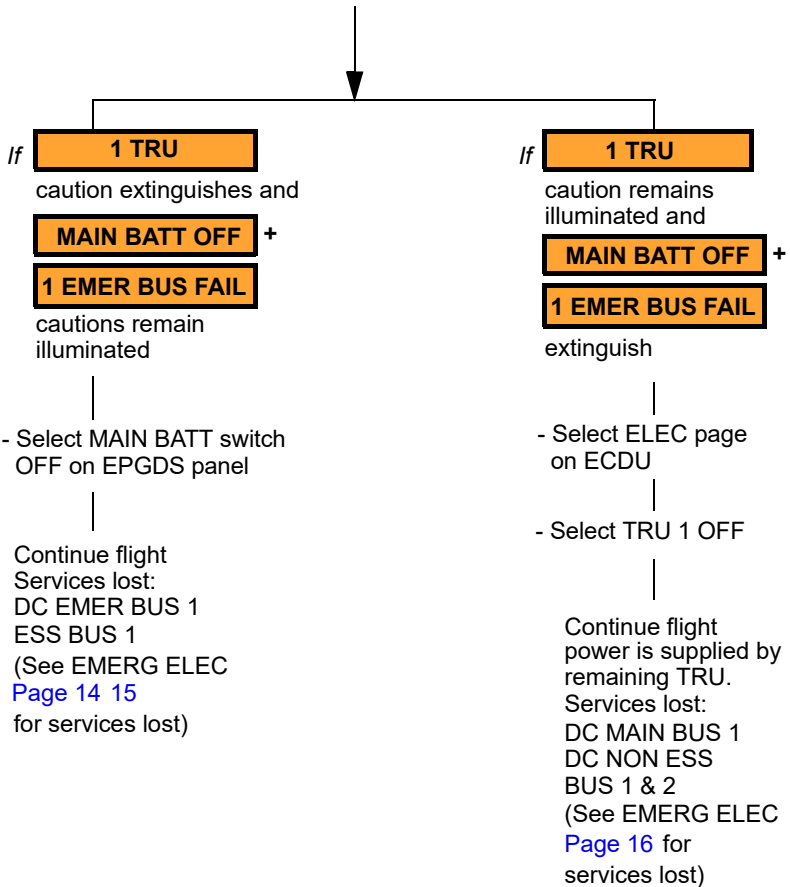 If 1 TRU
caution extinguishes and
MAIN BATT OFF +
1 EMER BUS FAIL
cautions remain
illuminated
- Select MAIN BATT switch
OFF on EPGDS panel
Continue flight
Services lost:
DC EMER BUS 1
ESS BUS 1
(See EMERG ELEC
Page 14 15
for services lost)
If 1 TRU
caution remains
illuminated and
MAIN BATT OFF +
1 EMER BUS FAIL
extinguish
- Select ELEC page
on ECDU
- Select TRU 1 OFF
Continue flight
power is supplied by
remaining TRU.
Services lost:
DC MAIN BUS 1
DC NON ESS
BUS 1 & 2
(See EMERG ELEC
Page 16 for
services lost)